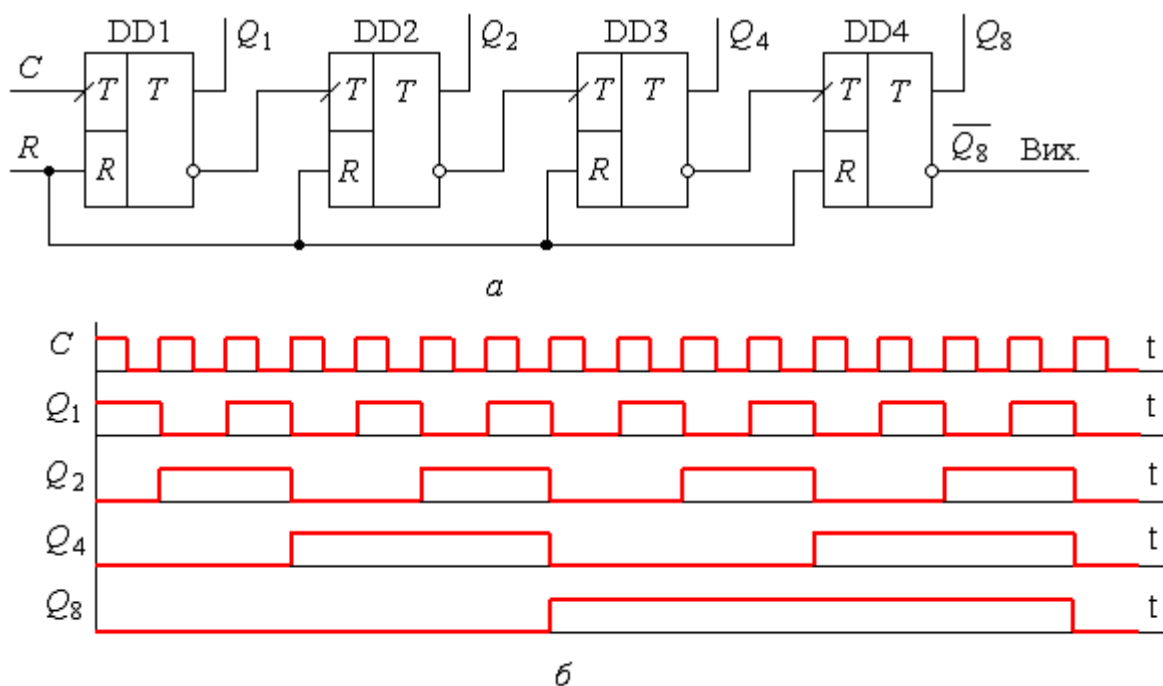 DD1 Q1 DD2 Q2 DD3 Q4 DD4 Q8
C T T T T T T T T
R R R R R Q̅8̅ Вих.
а
C t
Q1 t
Q2 t
Q4 t
Q8 t
б